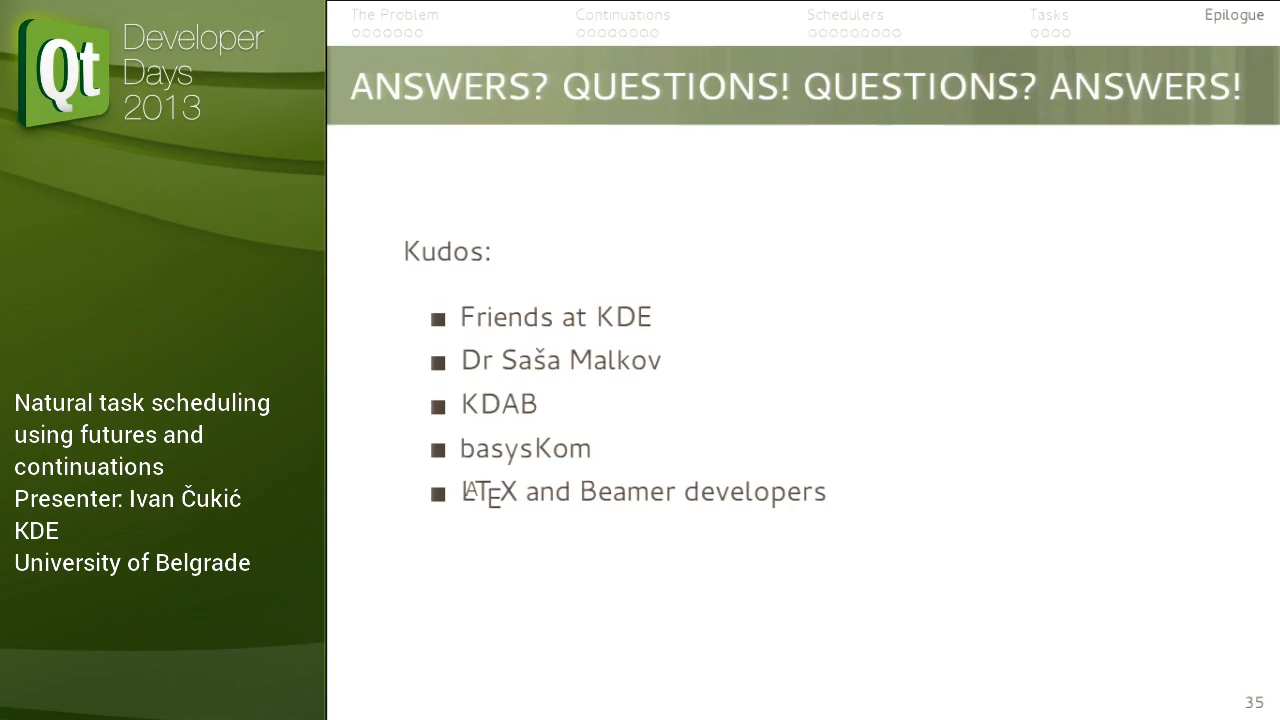 Qt Developer
Days
2013
Natural task scheduling
using futures and
continuations
Presenter: Ivan Čukić
KDE
University of Belgrade
The Problem Continuations Schedulers Tasks Epilogue
ANSWERS? QUESTIONS! QUESTIONS? ANSWERS!
Kudos:
Friends at KDE
Dr Saša Malkov
KDAB
basysKom
LATEX and Beamer developers
35